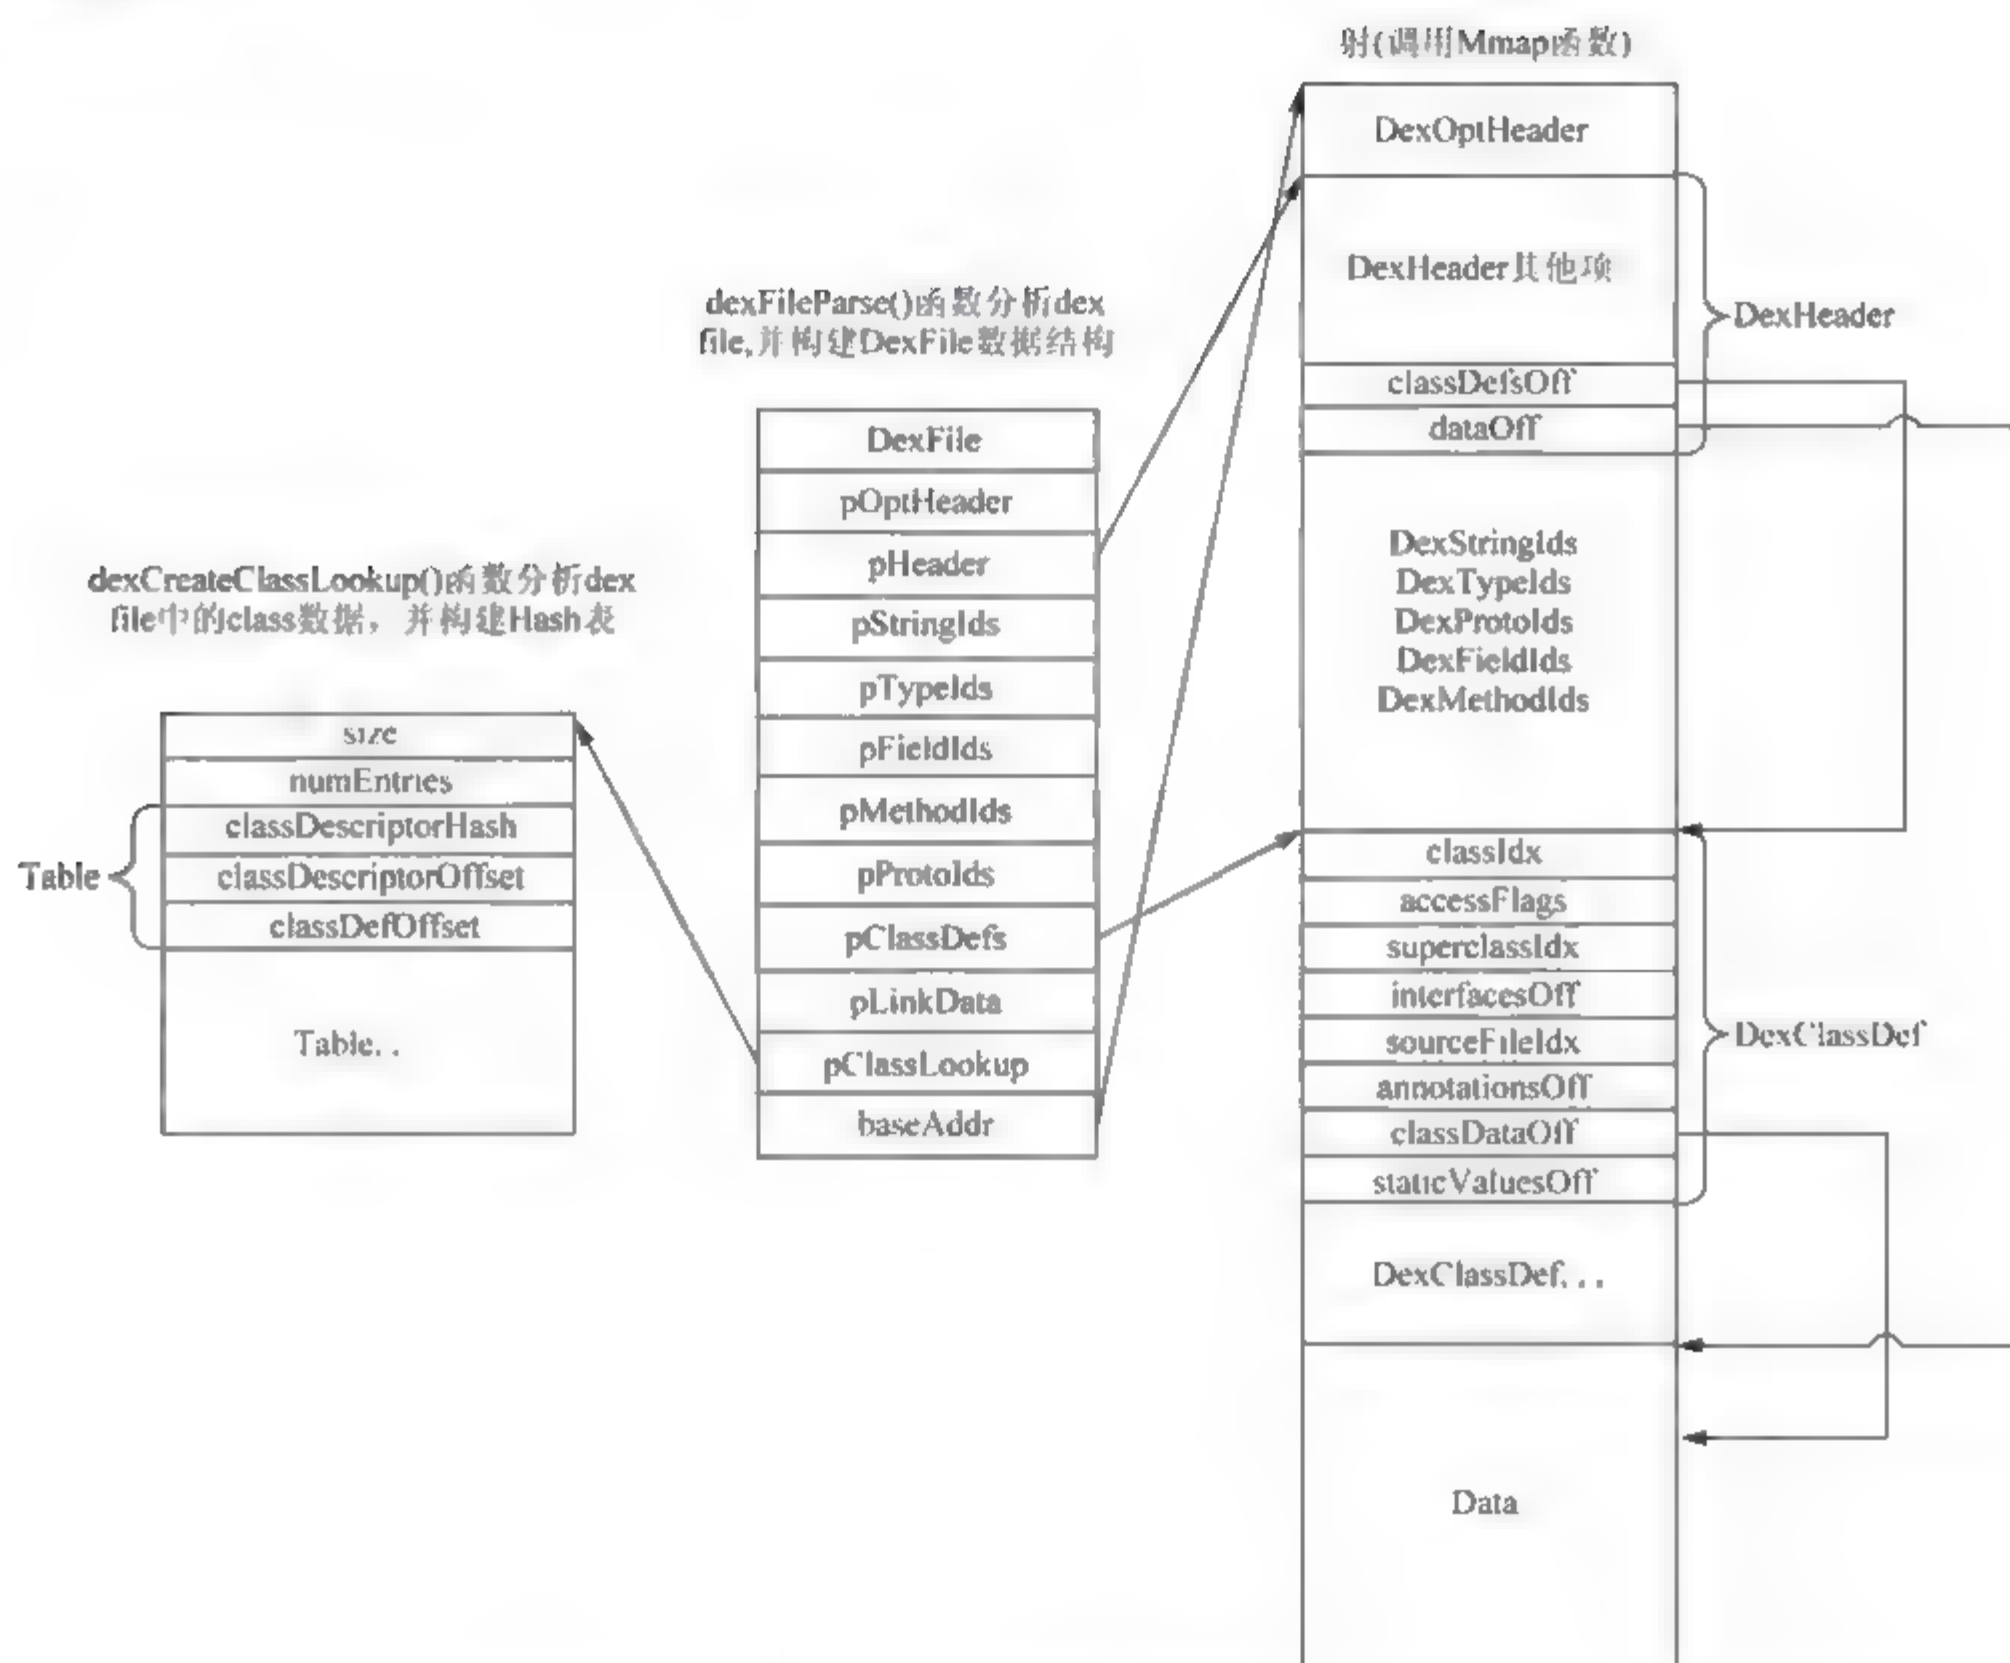 dexCreateClassLookup()函数分析dex
file中的class数据，并构建Hash表
size
numEntries
classDescriptorHash
classDescriptorOffset
classDefOffset
Table
Table. .
dexFileParse()函数分析dex
file,并构建DexFile数据结构
DexFile
pOptHeader
pHeader
pStringIds
pTypeIds
pFieldIds
pMethodIds
pProtoIds
pClassDefs
pLinkData
pClassLookup
baseAddr
射(调用Mmap函数)
DexOptHeader
DexHeader其他项
DexHeader
classDefsOff
dataOff
DexStringIds
DexTypeIds
DexProtoIds
DexFieldIds
DexMethodIds
classIdx
accessFlags
superclassIdx
interfacesOff
sourceFileIdx
DexClassDef
annotationsOff
classDataOff
staticValuesOff
DexClassDef. . .
Data